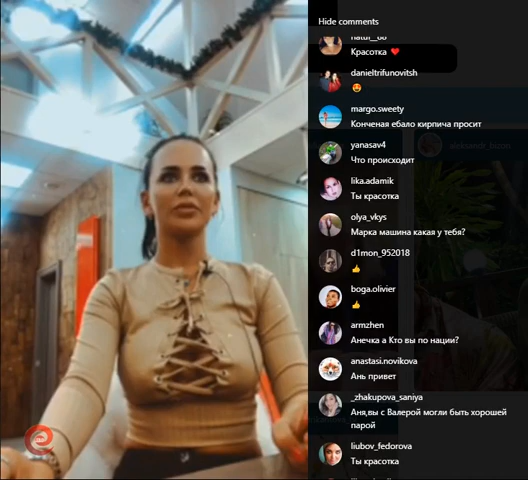 Hide comments
Красотка ❤️
danieltrifunovitsh
😍
margo.sweety
Конченая ебало кирпича просит
yanasav4
Что происходит
lika.adamik
Ты красотка
olya_vkys
Марка машина какая у тебя?
d1mon_952018
👍
boga.olivier
👍
armzhen
Анечка а Кто вы по нации?
anastasi.novikova
Ань привет
_zhakupova_saniya
Аня,вы с Валерой могли быть хорошей
парой
liubov_fedorova
Ты красотка